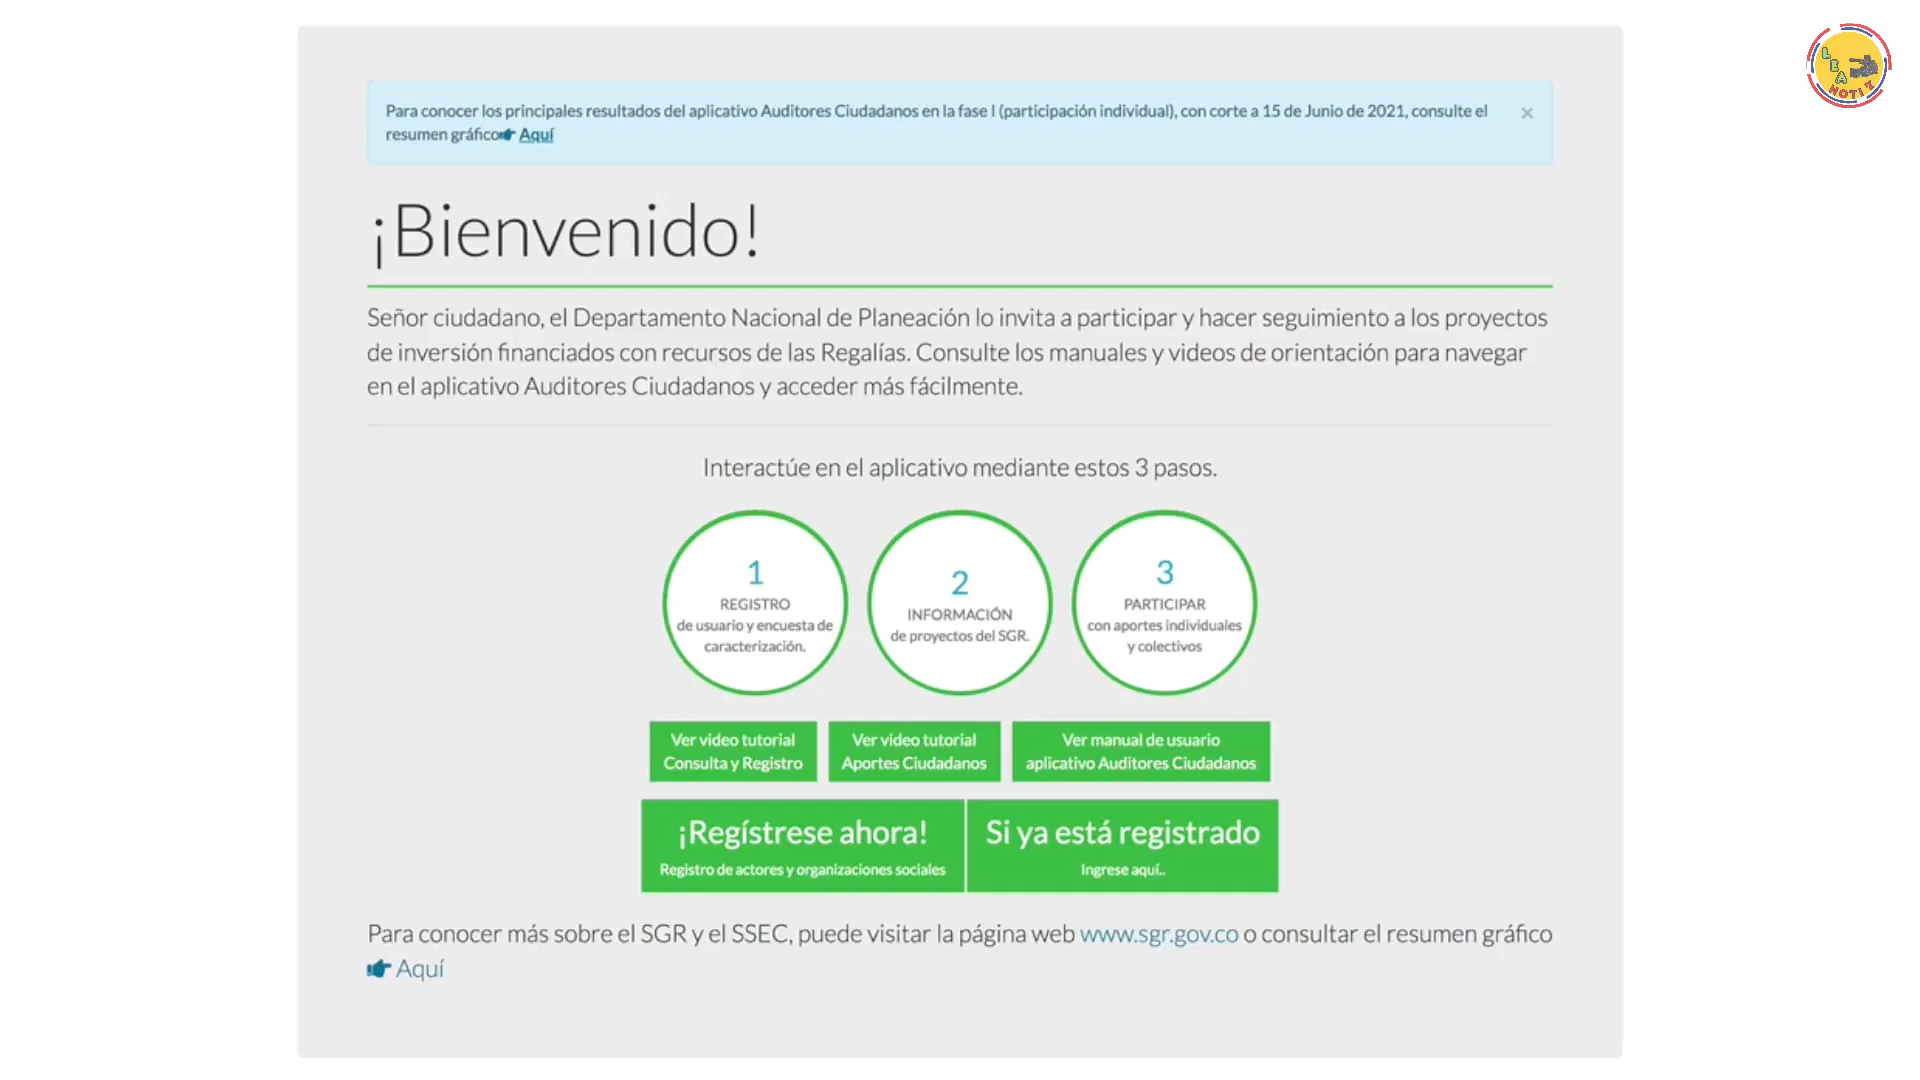 LEA
NOTI 7
Para conocer los principales resultados del aplicativo Auditores Ciudadanos en la fase I (participación individual), con corte a 15 de Junio de 2021, consulte el
resumen gráfico Aquí
×
¡Bienvenido!
Señor ciudadano, el Departamento Nacional de Planeación lo invita a participar y hacer seguimiento a los proyectos
de inversión financiados con recursos de las Regalías. Consulte los manuales y videos de orientación para navegar
en el aplicativo Auditores Ciudadanos y acceder más fácilmente.
Interactúe en el aplicativo mediante estos 3 pasos.
1
REGISTRO
de usuario y encuesta de
caracterización.
2
INFORMACIÓN
de proyectos del SGR.
3
PARTICIPAR
con aportes individuales
y colectivos
Ver video tutorial
Consulta y Registro
Ver video tutorial
Aportes Ciudadanos
Ver manual de usuario
aplicativo Auditores Ciudadanos
¡Regístrese ahora!
Registro de actores y organizaciones sociales
Si ya está registrado
Ingrese aquí..
Para conocer más sobre el SGR y el SSEC, puede visitar la página web www.sgr.gov.co o consultar el resumen gráfico
Aquí